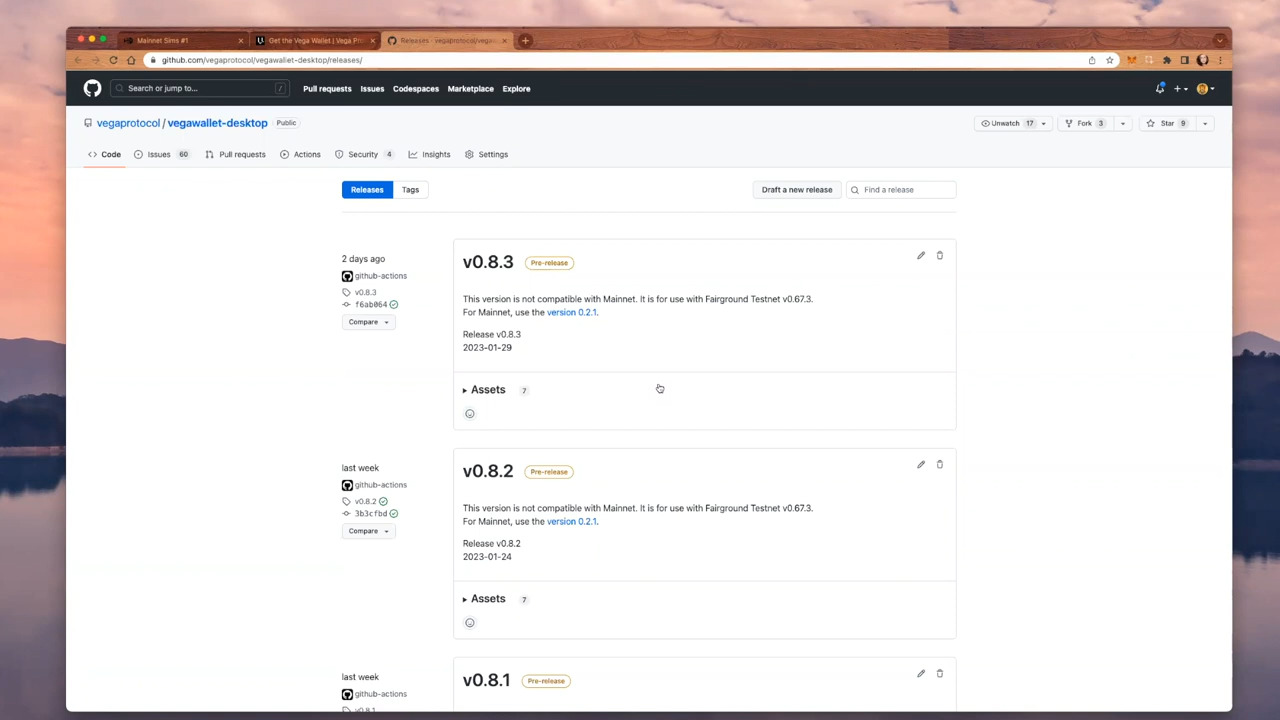 Mainnet Sims #1
Get the Vega Wallet | Vega Pr
Releases · vegaprotocol/vegaw
github.com/vegaprotocol/vegawallet-desktop/releases/
Search or jump to...
/
Pull requests
Issues
Codespaces
Marketplace
Explore
vegaprotocol / vegawallet-desktop
Public
Unwatch 17
Fork 3
Star 9
Code
Issues 60
Pull requests
Actions
Security 4
Insights
Settings
Releases
Tags
Draft a new release
Find a release
2 days ago
github-actions
v0.8.3
f6ab064
Compare
v0.8.3 Pre-release
This version is not compatible with Mainnet. It is for use with Fairground Testnet v0.67.3.
For Mainnet, use the version 0.2.1.
Release v0.8.3
2023-01-29
Assets 7
last week
github-actions
v0.8.2
3b3cfbd
Compare
v0.8.2 Pre-release
This version is not compatible with Mainnet. It is for use with Fairground Testnet v0.67.3.
For Mainnet, use the version 0.2.1.
Release v0.8.2
2023-01-24
Assets 7
last week
github-actions
v0.8.1
v0.8.1 Pre-release